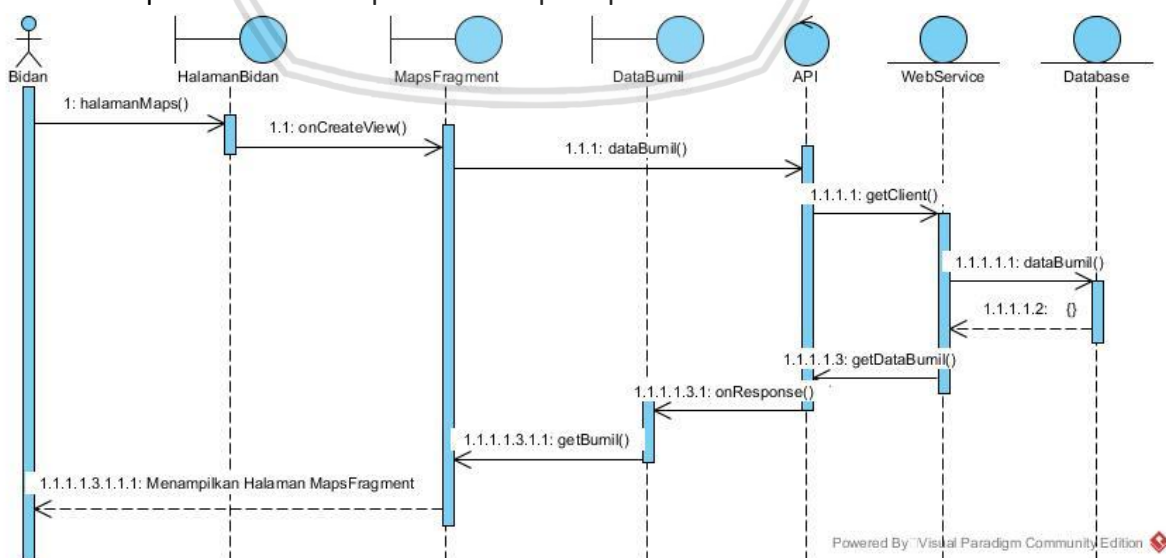 Bidan
HalamanBidan
MapsFragment
DataBumil
API
WebService
Database
1: halamanMaps()
1.1: onCreateView()
1.1.1: dataBumil()
1.1.1.1: getClient()
1.1.1.1.1: dataBumil()
1.1.1.1.2: {}
1.1.1.1.3: getDataBumil()
1.1.1.1.3.1: onResponse()
1.1.1.1.3.1.1: getBumil()
1.1.1.1.3.1.1.1: Menampilkan Halaman MapsFragment
Powered By Visual Paradigm Community Edition